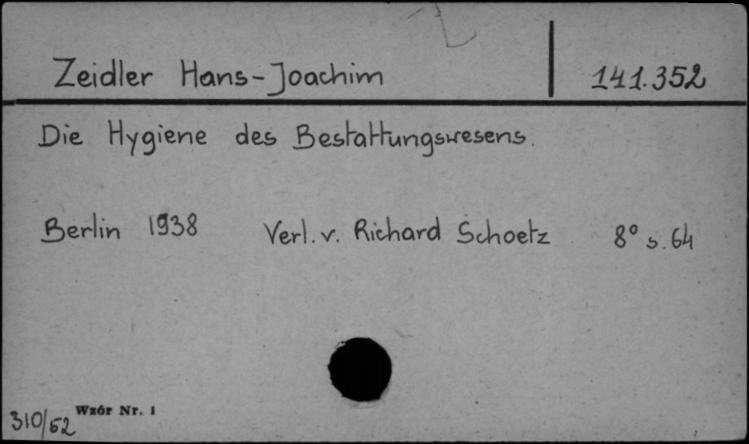 Zeidler Hans-Joachim 141.352
Die Hygiene des Bestattungswesens.
Berlin 1938 Verl. v. Richard Schoetz 8° s. 64
310/52 Wzór Nr. 1